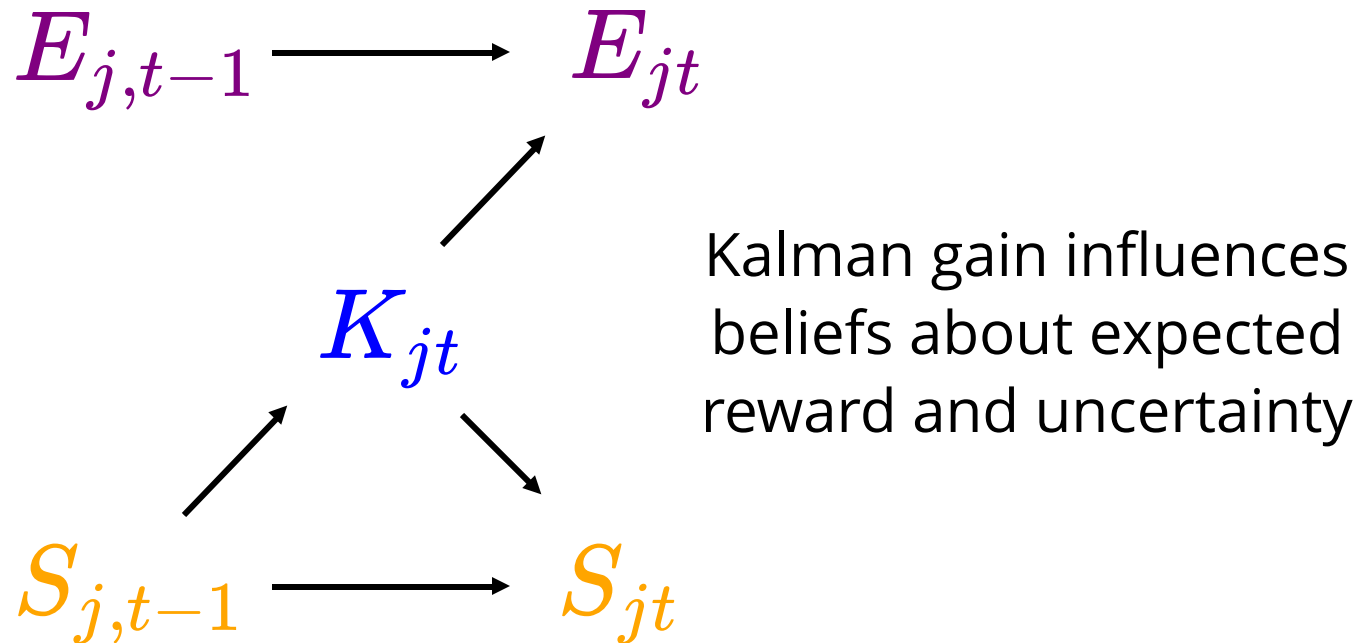 E_{j,t-1} E_{jt}
K_{jt}
Kalman gain influences
beliefs about expected
reward and uncertainty
S_{j,t-1} S_{jt}